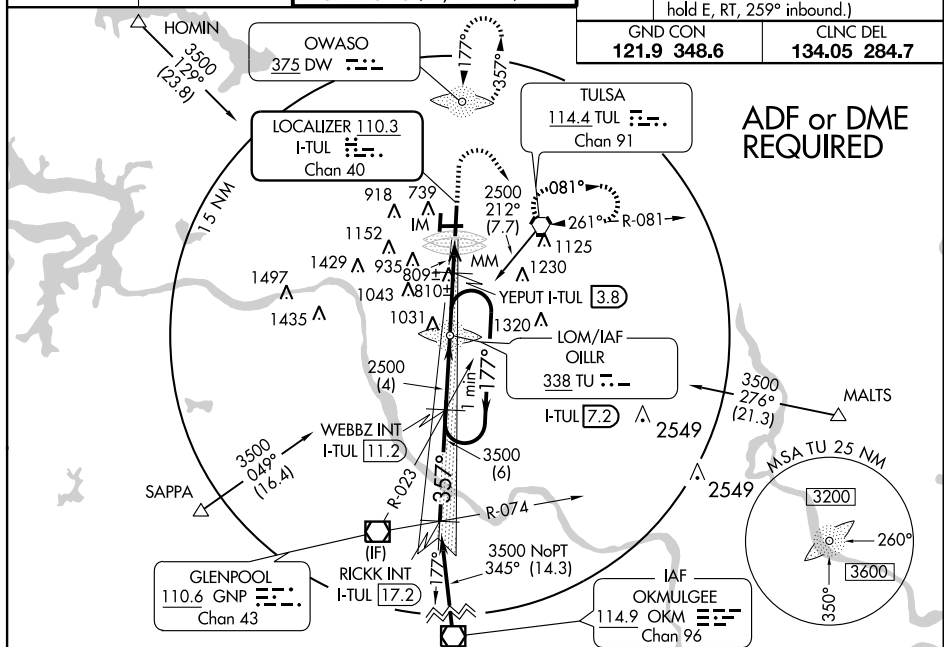 hold E, RT, 259° inbound.)
GND CON
121.9 348.6
CLNC DEL
134.05 284.7
HOMIN
3500
129°
(23.8)
OWASO
375 DW
177°
357°
TULSA
114.4 TUL
Chan 91
ADF or DME
REQUIRED
LOCALIZER 110.3
I-TUL
Chan 40
15 NM
918
739
IM
2500
212°
(7.7)
081°
261°
R-081
1125
1152
MM
1230
1429
935
809±
1497
1043
810±
YEPUT I-TUL 3.8
1435
1031
1320
LOM/IAF
OILLR
338 TU
I-TUL 7.2
2500
(4)
1 min
177°
3500
276°
(21.3)
MALTS
2549
WEBBZ INT
I-TUL 11.2
3500
(6)
3500
049°
(16.4)
SAPPA
R-023
357°
R-074
2549
MSA TU 25 NM
3200
260°
3600
350°
(IF)
RICKK INT
I-TUL 17.2
177°
3500 NoPT
345° (14.3)
GLENPOOL
110.6 GNP
Chan 43
IAF
OKMULGEE
114.9 OKM
Chan 96